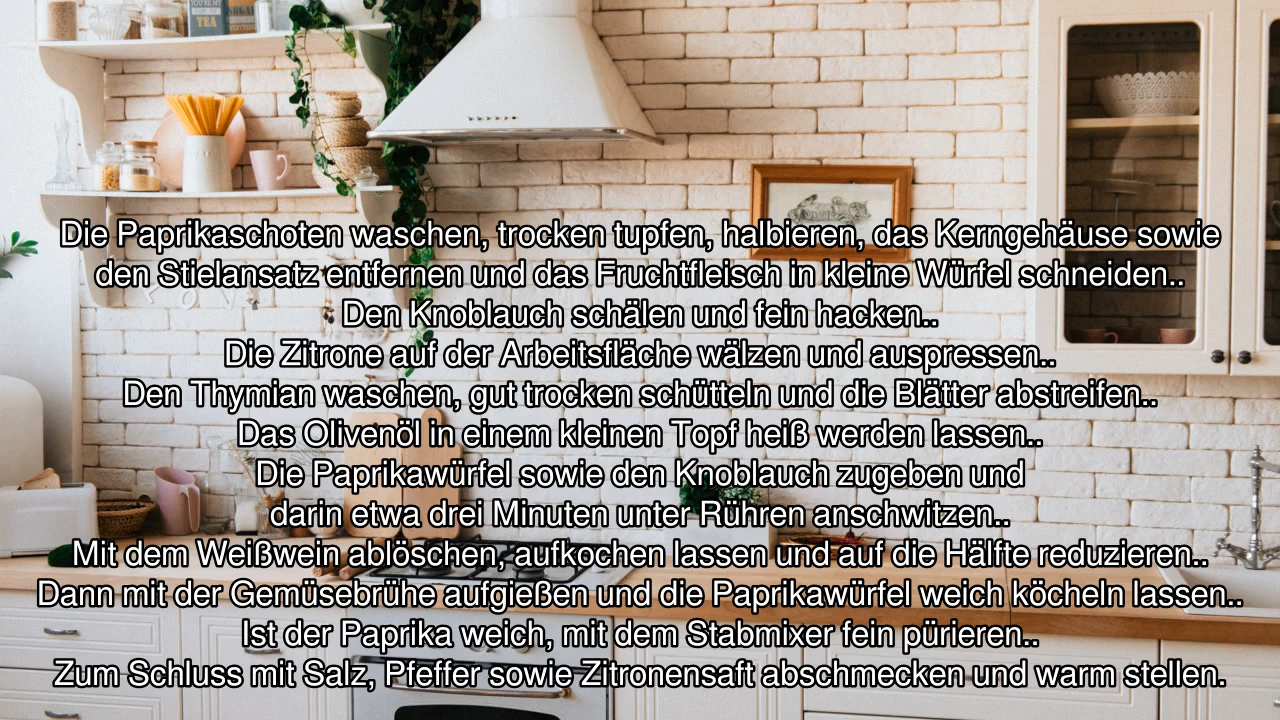 TEA
Die Paprikaschoten waschen, trocken tupfen, halbieren, das Kerngehäuse sowie
den Stielansatz entfernen und das Fruchtfleisch in kleine Würfel schneiden..
Den Knoblauch schälen und fein hacken..
Die Zitrone auf der Arbeitsfläche wälzen und auspressen..
Den Thymian waschen, gut trocken schütteln und die Blätter abstreifen..
Das Olivenöl in einem kleinen Topf heiß werden lassen..
Die Paprikawürfel sowie den Knoblauch zugeben und
darin etwa drei Minuten unter Rühren anschwitzen..
Mit dem Weißwein ablöschen, aufkochen lassen und auf die Hälfte reduzieren..
Dann mit der Gemüsebrühe aufgießen und die Paprikawürfel weich köcheln lassen..
Ist der Paprika weich, mit dem Stabmixer fein pürieren..
Zum Schluss mit Salz, Pfeffer sowie Zitronensaft abschmecken und warm stellen.